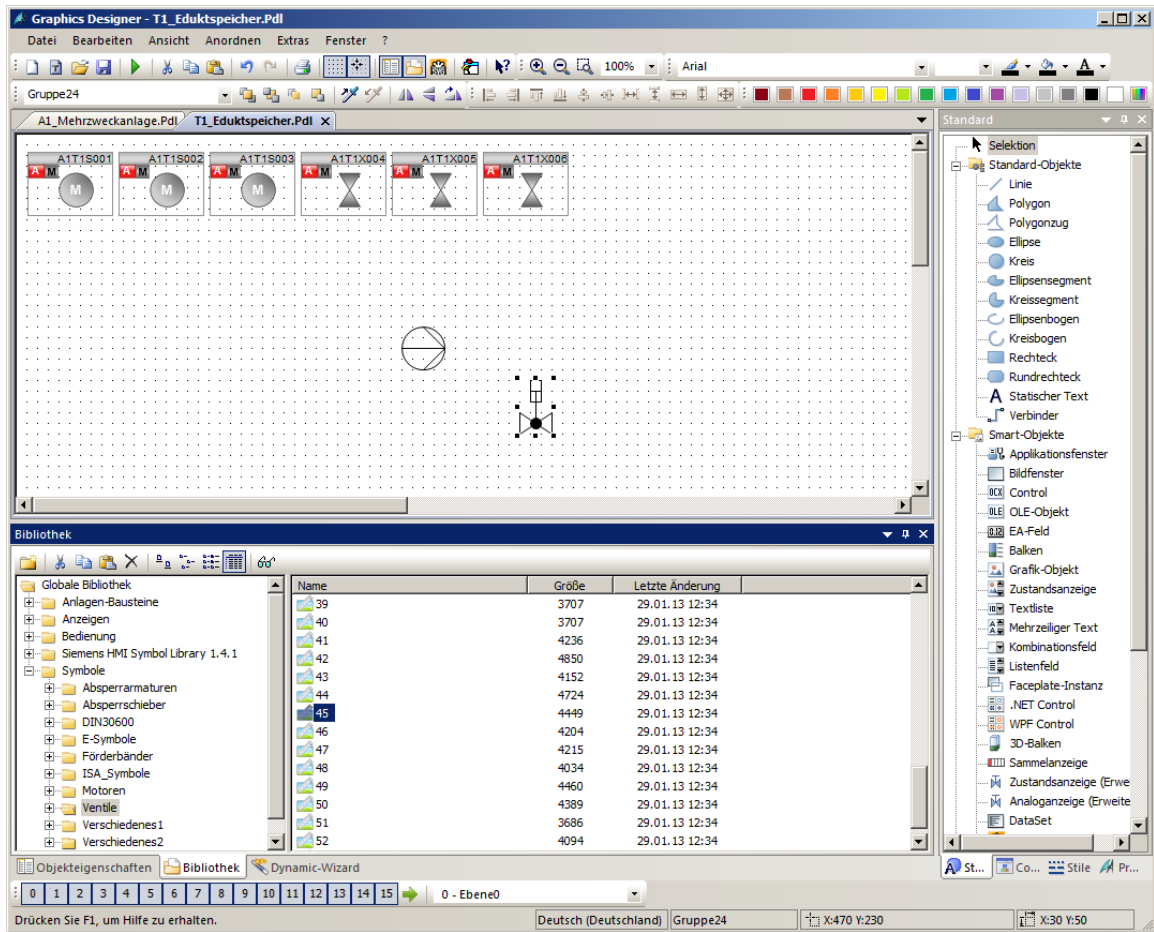 Graphics Designer - T1_Eduktspeicher.Pdl
Datei Bearbeiten Ansicht Anordnen Extras Fenster ?
100% Arial
Gruppe24
A1_Mehrzweckanlage.Pdl T1_Eduktspeicher.Pdl X
A1T1S001 A1T1S002 A1T1S003 A1T1X004 A1T1X005 A1T1X006
A M A M A M A M A M A M
M M M
Standard
Selektion
Standard-Objekte
Linie
Polygon
Polygonzug
Ellipse
Kreis
Ellipsensegment
Kreissegment
Ellipsenbogen
Kreisbogen
Rechteck
Rundrechteck
A Statischer Text
Verbinder
Smart-Objekte
Applikationsfenster
Bildfenster
OCX Control
OLE OLE-Objekt
0.12 EA-Feld
Balken
Grafik-Objekt
Zustandsanzeige
Textliste
Mehrzeiliger Text
Kombinationsfeld
Listenfeld
Faceplate-Instanz
.NET Control
WPF Control
3D-Balken
Sammelanzeige
Zustandsanzeige (Erwe
Analoganzeige (Erweite
DataSet
St... Co... Stile Pr...
Bibliothek
Globale Bibliothek
Anlagen-Bausteine
Anzeigen
Bedienung
Siemens HMI Symbol Library 1.4.1
Symbole
Absperrarmaturen
Absperrschieber
DIN30600
E-Symbole
Förderbänder
ISA_Symbole
Motoren
Ventile
Verschiedenes1
Verschiedenes2
Name Größe Letzte Änderung
39 3707 29.01.13 12:34
40 3707 29.01.13 12:34
41 4236 29.01.13 12:34
42 4850 29.01.13 12:34
43 4152 29.01.13 12:34
44 4724 29.01.13 12:34
45 4449 29.01.13 12:34
46 4204 29.01.13 12:34
47 4215 29.01.13 12:34
48 4034 29.01.13 12:34
49 4460 29.01.13 12:34
50 4389 29.01.13 12:34
51 3686 29.01.13 12:34
52 4094 29.01.13 12:34
Objekteigenschaften Bibliothek Dynamic-Wizard
0 1 2 3 4 5 6 7 8 9 10 11 12 13 14 15 0 - Ebene0
Drücken Sie F1, um Hilfe zu erhalten. Deutsch (Deutschland) Gruppe24 X:470 Y:230 X:30 Y:50